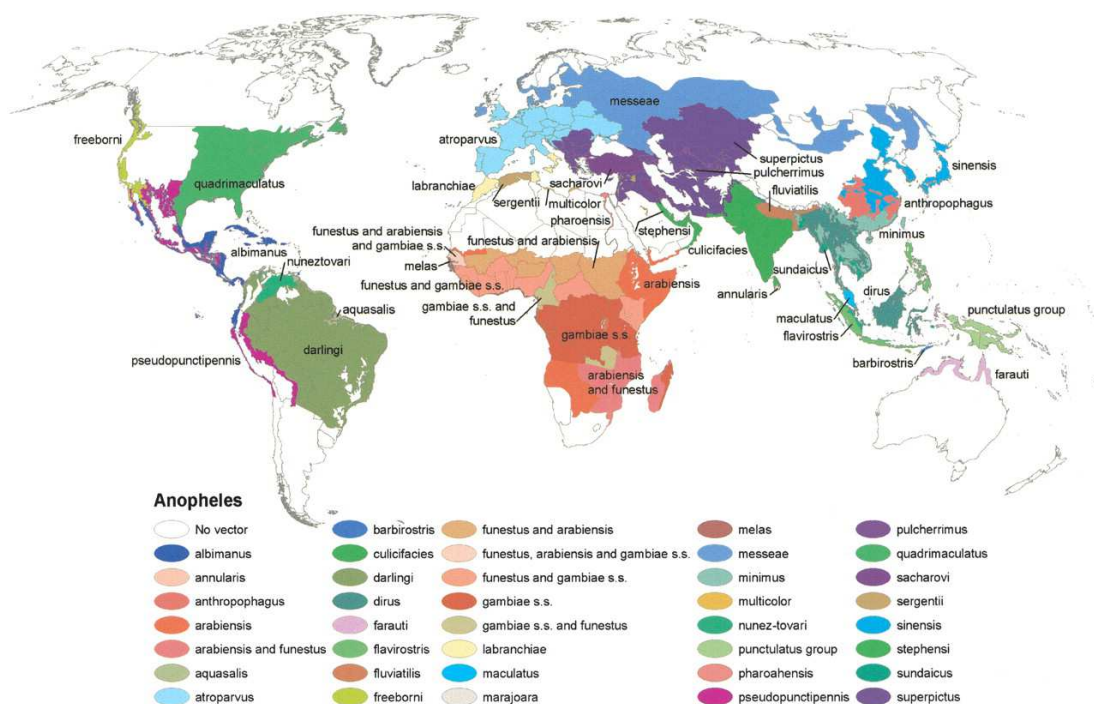 freeborni
quadrimaculatus
albimanus
nuneztovari
aquasalis
pseudopunctipennis
darlingi
messeae
atroparvus
labranchiae
sergentii
sacharovi
multicolor
pharoensis
superpictus
pulcherrimus
fluviatilis
stephensi
culicifacies
funestus and arabiensis
and gambiae s.s.
funestus and arabiensis
melas
funestus and gambiae s.s.
gambiae s.s. and
funestus
arabiensis
gambiae s.s.
arabiensis
and funestus
sinensis
anthropophagus
minimus
sundaicus
annularis
dirus
maculatus
flavirostris
barbirostris
punctulatus group
farauti
Anopheles
No vector
albimanus
annularis
anthropophagus
arabiensis
arabiensis and funestus
aquasalis
atroparvus
barbirostris
culicifacies
darlingi
dirus
farauti
flavirostris
fluviatilis
freeborni
funestus and arabiensis
funestus, arabiensis and gambiae s.s.
funestus and gambiae s.s.
gambiae s.s.
gambiae s.s. and funestus
labranchiae
maculatus
marajoara
melas
messeae
minimus
multicolor
nunez-tovari
punctulatus group
pharoahensis
pseudopunctipennis
pulcherrimus
quadrimaculatus
sacharovi
sergentii
sinensis
stephensi
sundaicus
superpictus